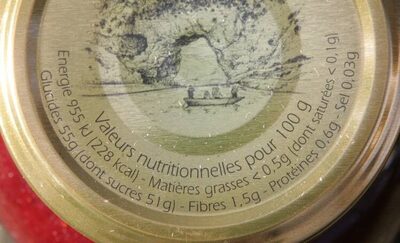 Valeurs nutritionnelles pour 100 g
Energie 955 kJ (228 kcal) - Matières grasses < 0.5g (dont saturées < 0.1g)
Glucides 55g (dont sucres 51g) - Fibres 1.5g - Protéines 0.6g - Sel 0.03g